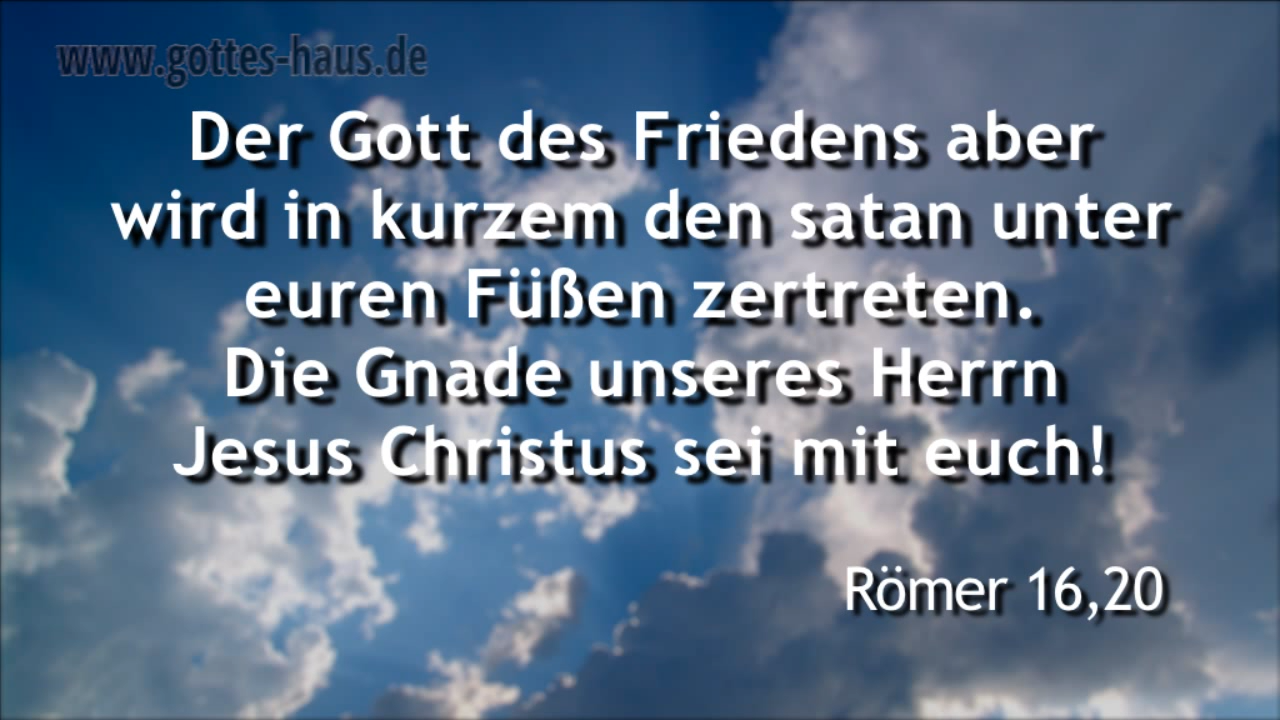 www.gottes-haus.de
Der Gott des Friedens aber
wird in kurzem den satan unter
euren Füßen zertreten.
Die Gnade unseres Herrn
Jesus Christus sei mit euch!
Römer 16,20